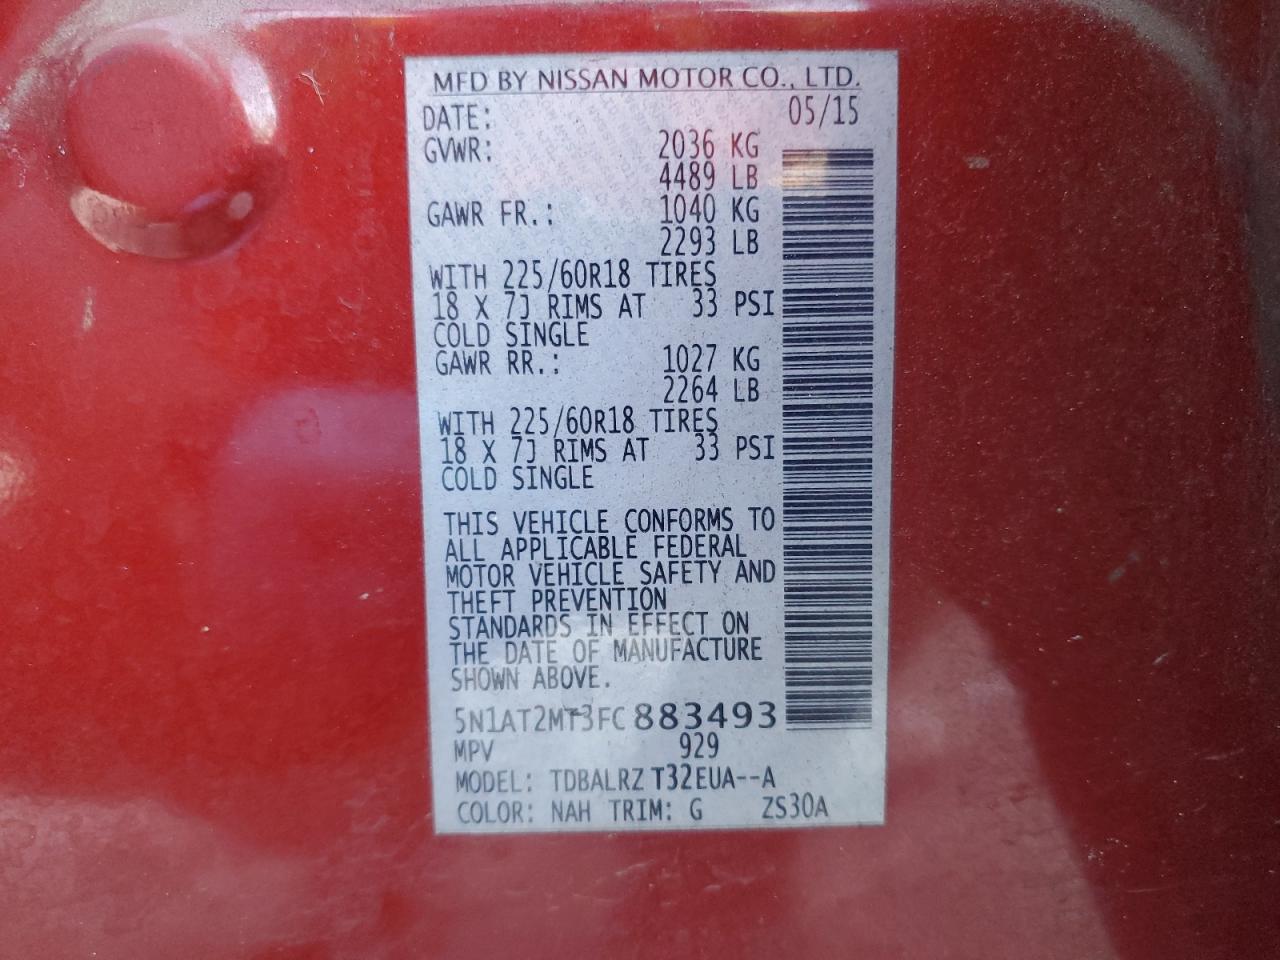 MFD BY NISSAN MOTOR CO., LTD.
DATE: 05/15
GVWR: 2036 KG
4489 LB
GAWR FR.: 1040 KG
2293 LB
WITH 225/60R18 TIRES
18 X 7J RIMS AT 33 PSI
COLD SINGLE
GAWR RR.: 1027 KG
2264 LB
WITH 225/60R18 TIRES
18 X 7J RIMS AT 33 PSI
COLD SINGLE
THIS VEHICLE CONFORMS TO
ALL APPLICABLE FEDERAL
MOTOR VEHICLE SAFETY AND
THEFT PREVENTION
STANDARDS IN EFFECT ON
THE DATE OF MANUFACTURE
SHOWN ABOVE.
5N1AT2MT3FC883493
MPV 929
MODEL: TDBALRZ T32EUA--A
COLOR: NAH TRIM: G ZS30A